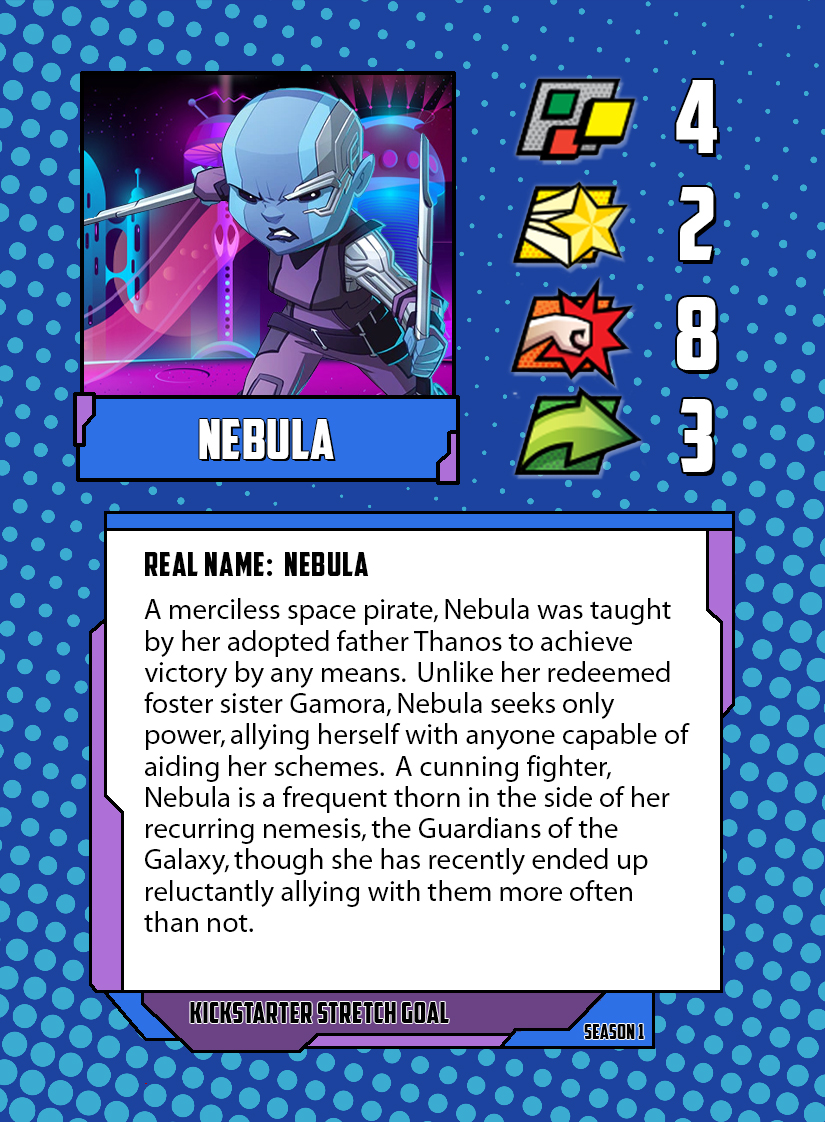 4
2
8
3
NEBULA
REAL NAME: NEBULA
A merciless space pirate, Nebula was taught
by her adopted father Thanos to achieve
victory by any means. Unlike her redeemed
foster sister Gamora, Nebula seeks only
power, allying herself with anyone capable of
aiding her schemes. A cunning fighter,
Nebula is a frequent thorn in the side of her
recurring nemesis, the Guardians of the
Galaxy, though she has recently ended up
reluctantly allying with them more often
than not.
KICKSTARTER STRETCH GOAL
SEASON 1